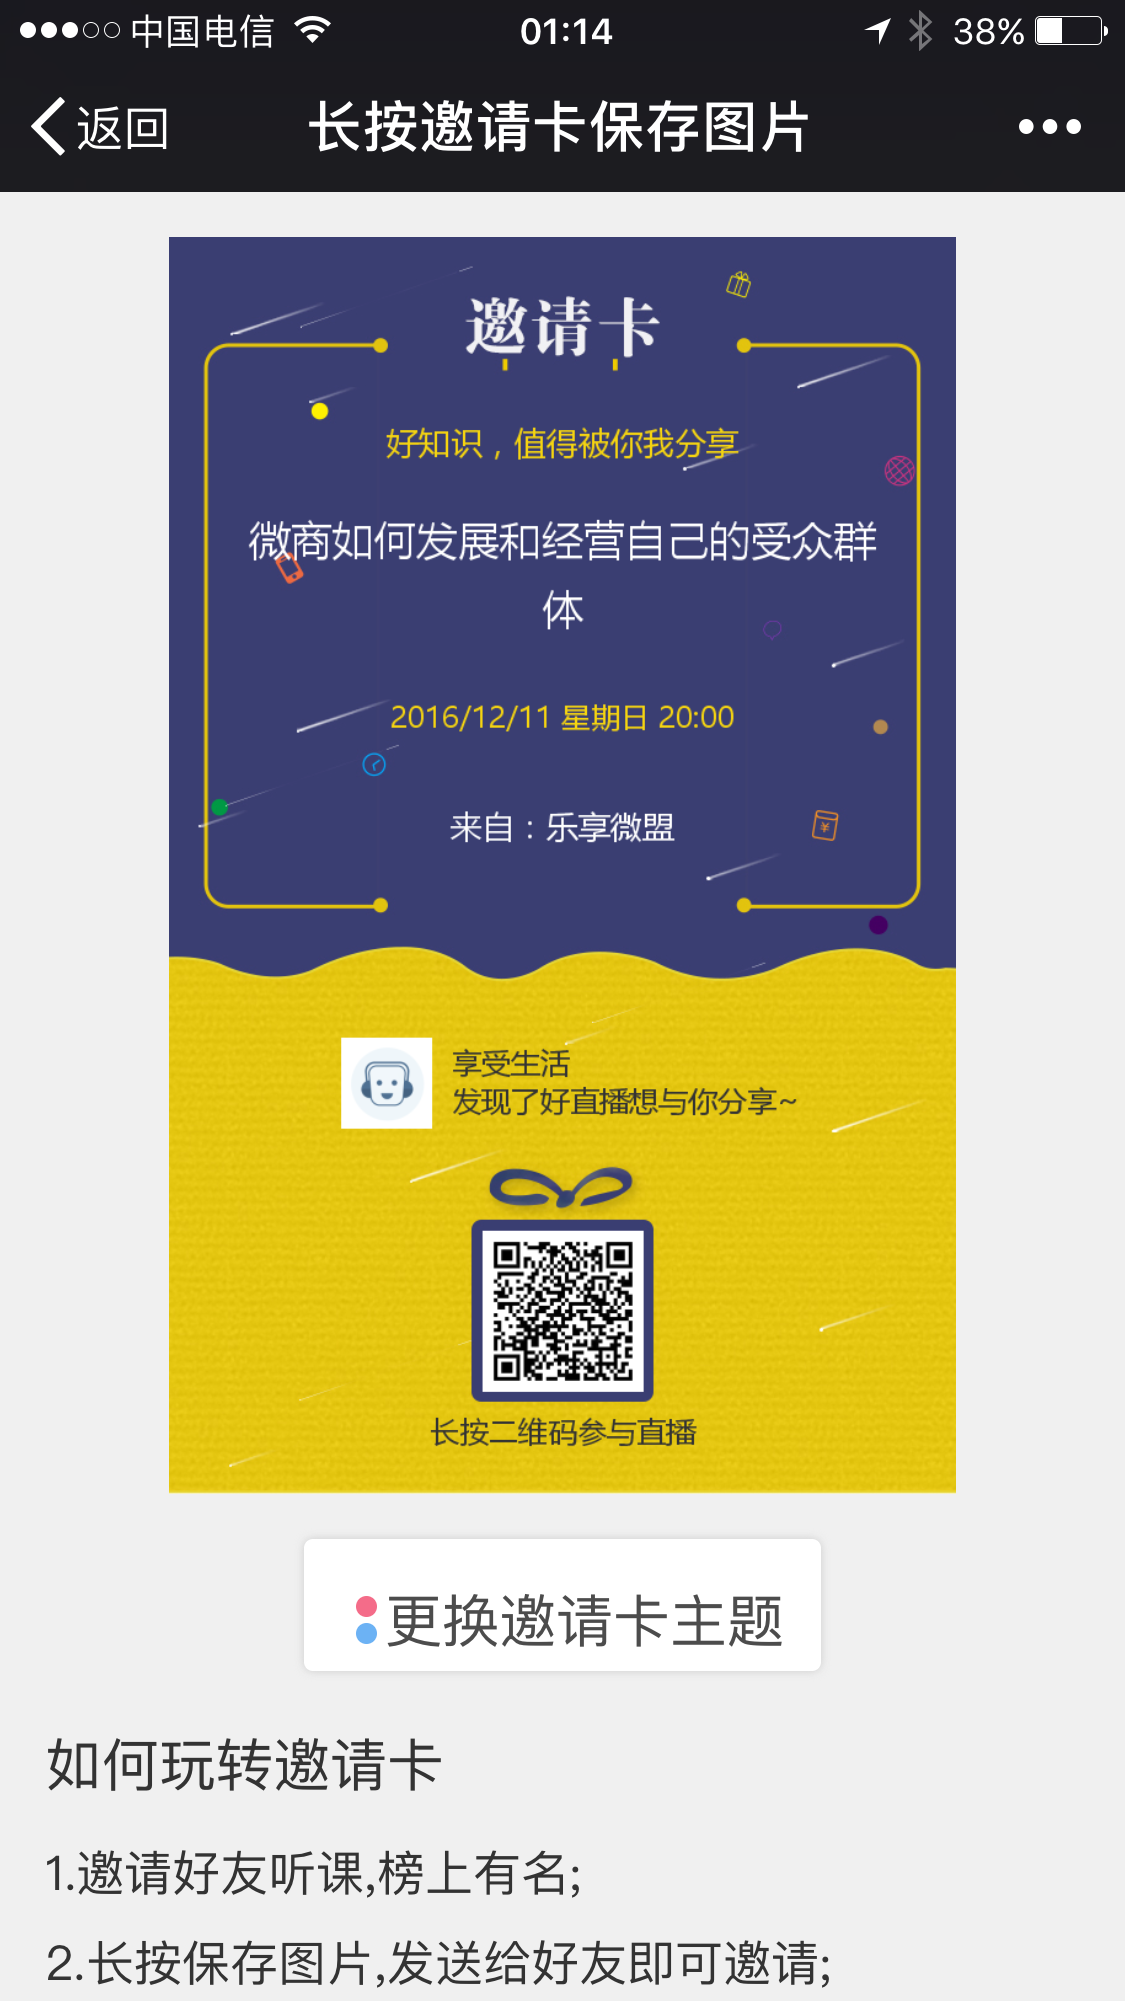 中国电信 01:14 38%
返回 长按邀请卡保存图片
邀请卡
好知识，值得被你我分享
微商如何发展和经营自己的受众群
体
2016/12/11 星期日 20:00
来自：乐享微盟
享受生活
发现了好直播想与你分享~
长按二维码参与直播
更换邀请卡主题
如何玩转邀请卡
1.邀请好友听课,榜上有名;
2.长按保存图片,发送给好友即可邀请;